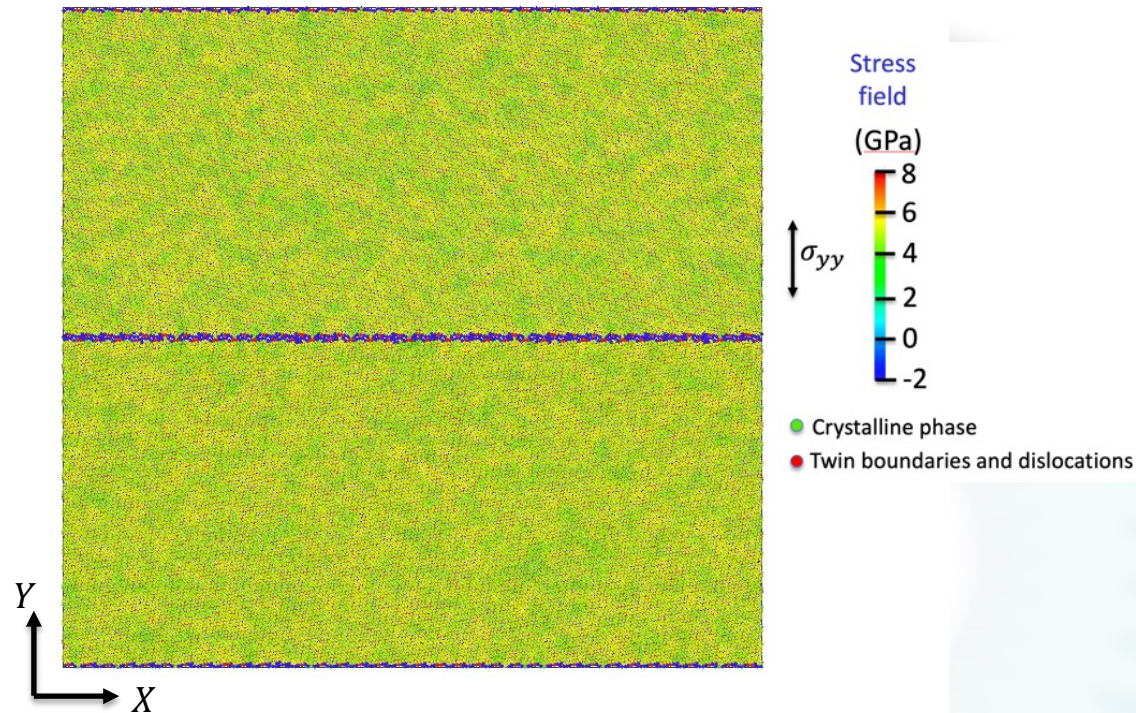 Stress
field
(GPa)
8
6
4
2
0
-2
σyy
Crystalline phase
Twin boundaries and dislocations
Y
X